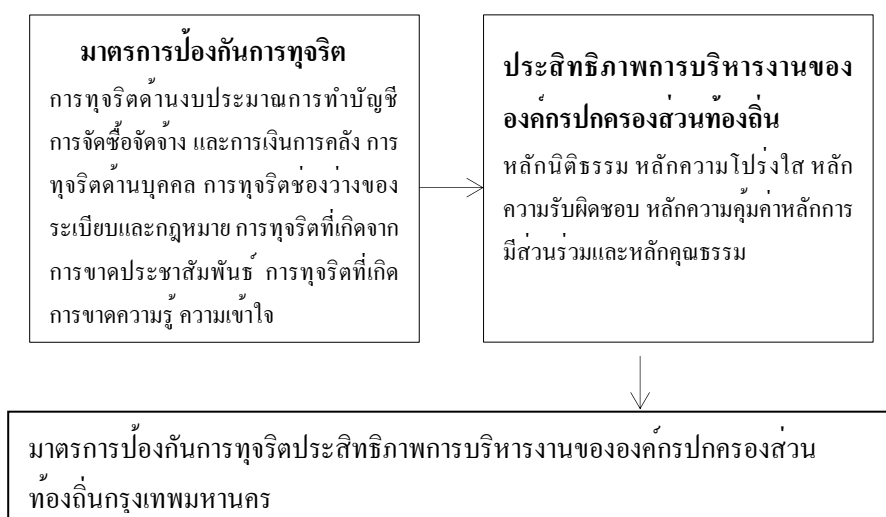 มาตรการป้องกันการทุจริต
การทุจริตด้านงบประมาณการทำบัญชี
การจัดซื้อจัดจ้าง และการเงินการคลัง การ
ทุจริตด้านบุคคล การทุจริตช่องว่างของ
ระเบียบและกฎหมาย การทุจริตที่เกิดจาก
การขาดประชาสัมพันธ์ การทุจริตที่เกิด
การขาดความรู้ ความเข้าใจ
ประสิทธิภาพการบริหารงานของ
องค์กรปกครองส่วนท้องถิ่น
หลักนิติธรรม หลักความโปร่งใส หลัก
ความรับผิดชอบ หลักความคุ้มค่าหลักการ
มีส่วนร่วมและหลักคุณธรรม
มาตรการป้องกันการทุจริตประสิทธิภาพการบริหารงานขององค์กรปกครองส่วน
ท้องถิ่นกรุงเทพมหานคร